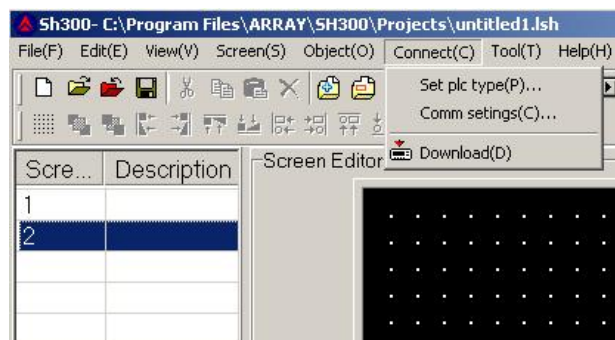 Sh300- C:\Program Files\ARRAY\SH300\Projects\untitled1.lsh
File(F) Edit(E) View(V) Screen(S) Object(O) Connect(C) Tool(T) Help(H)
Set plc type(P)...
Comm setings(C)...
Download(D)
Scre... Description
Screen Editor
1
2